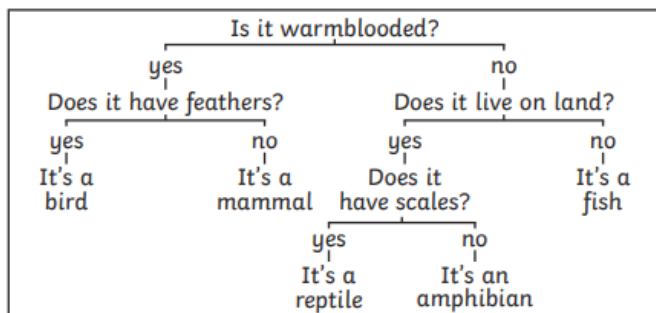 Is it warmblooded?
yes no
Does it have feathers? Does it live on land?
yes no yes no
It's a It's a Does it It's a
bird mammal have scales? fish
yes no
It's a It's an
reptile amphibian